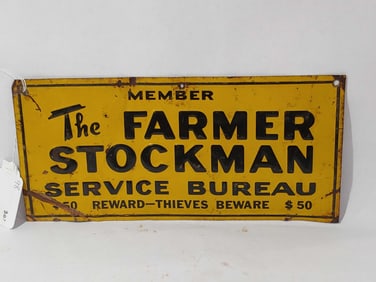 MEMBER
The FARMER
STOCKMAN
SERVICE BUREAU
$50 REWARD—THIEVES BEWARE $50